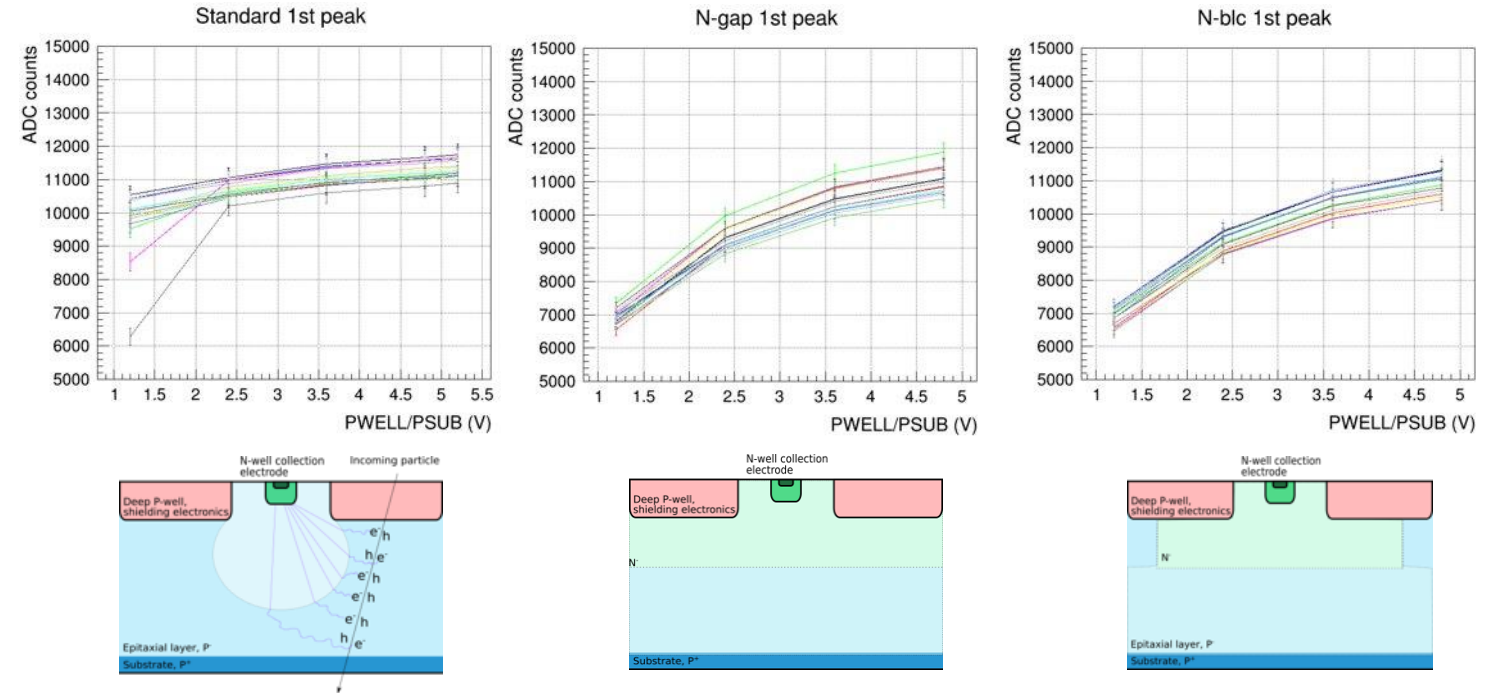 Standard 1st peak
N-gap 1st peak
N-blc 1st peak
ADC counts
15000
14000
13000
12000
11000
10000
9000
8000
7000
6000
5000
1 1.5 2 2.5 3 3.5 4 4.5 5 5.5
PWELL/PSUB (V)
ADC counts
15000
14000
13000
12000
11000
10000
9000
8000
7000
6000
5000
1 1.5 2 2.5 3 3.5 4 4.5 5
PWELL/PSUB (V)
ADC counts
15000
14000
13000
12000
11000
10000
9000
8000
7000
6000
5000
1 1.5 2 2.5 3 3.5 4 4.5 5
PWELL/PSUB (V)
N-well collection
electrode
Incoming particle
Deep P-well,
shielding electronics
e⁻ h
h e⁻
e⁻ h
e⁻ h
e⁻ h
h e⁻
Epitaxial layer, P⁻
Substrate, P⁺
N-well collection
electrode
Deep P-well,
shielding electronics
N⁻
Substrate, P⁺
N-well collection
electrode
Deep P-well,
shielding electronics
N⁻
Epitaxial layer, P⁻
Substrate, P⁺